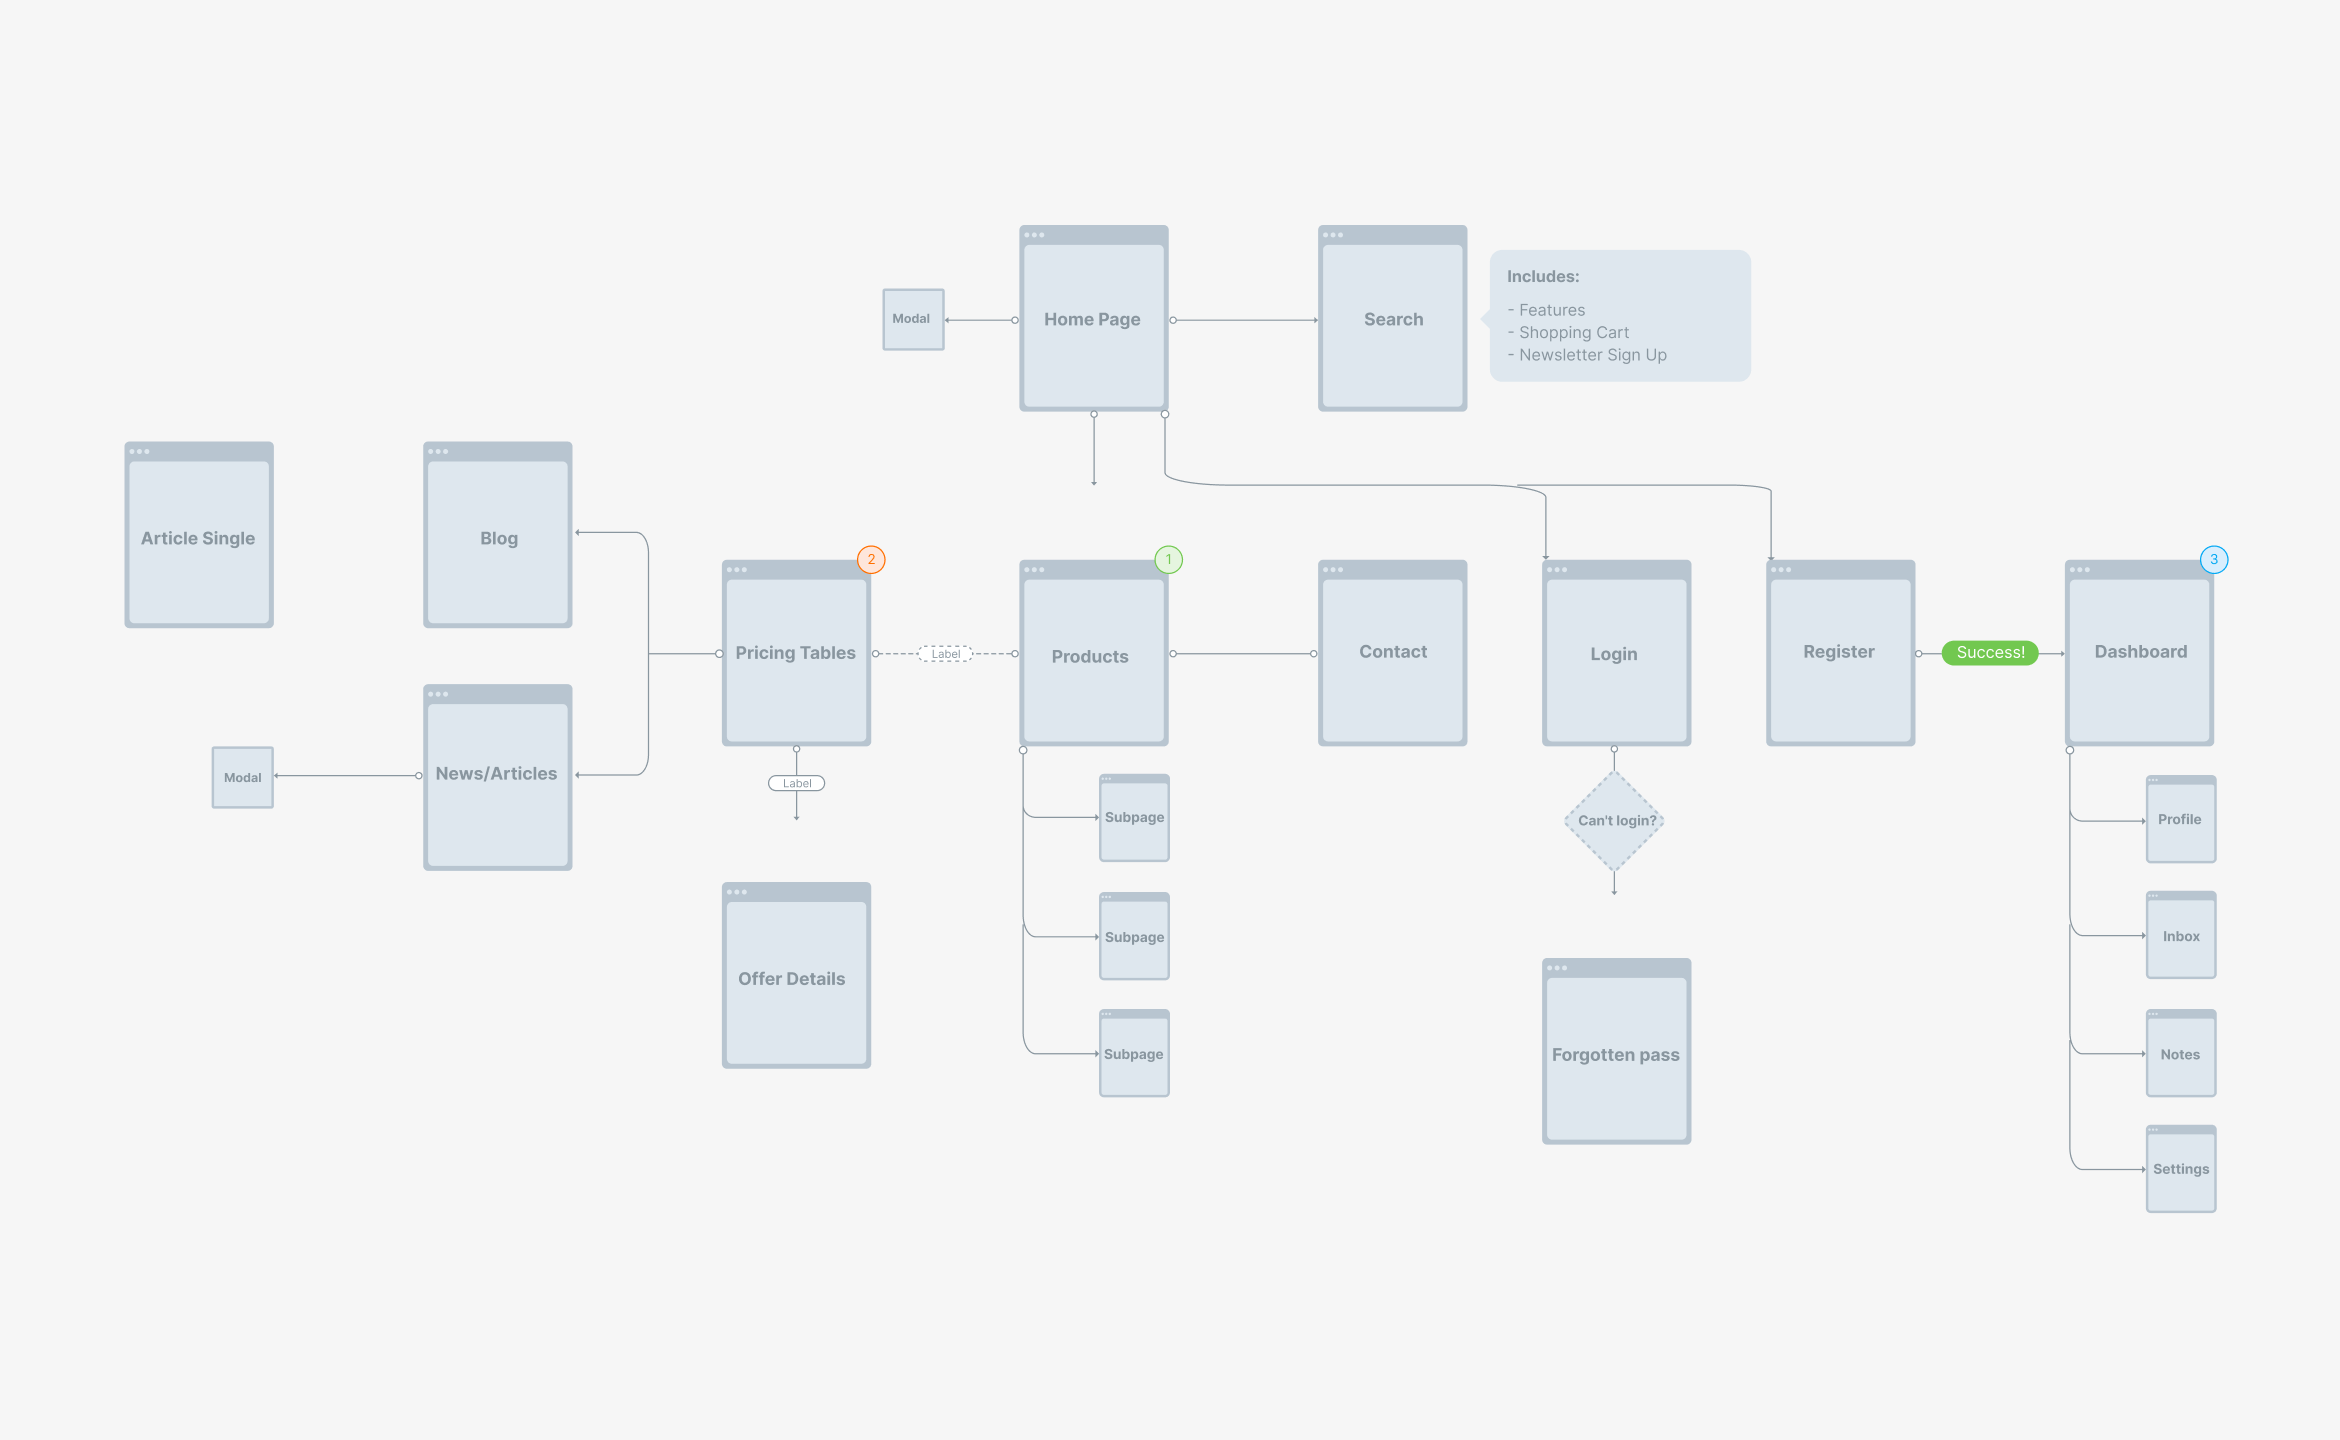 Includes:
Home Page
Search
Modal
- Features
- Shopping Cart
- Newsletter Sign Up
Article Single
Blog
2
1
3
Pricing Tables
Label
Products
Contact
Login
Register
Success!
Dashboard
Modal
News/Articles
Label
Subpage
Can't login?
Profile
Subpage
Inbox
Offer Details
Subpage
Forgotten pass
Notes
Settings